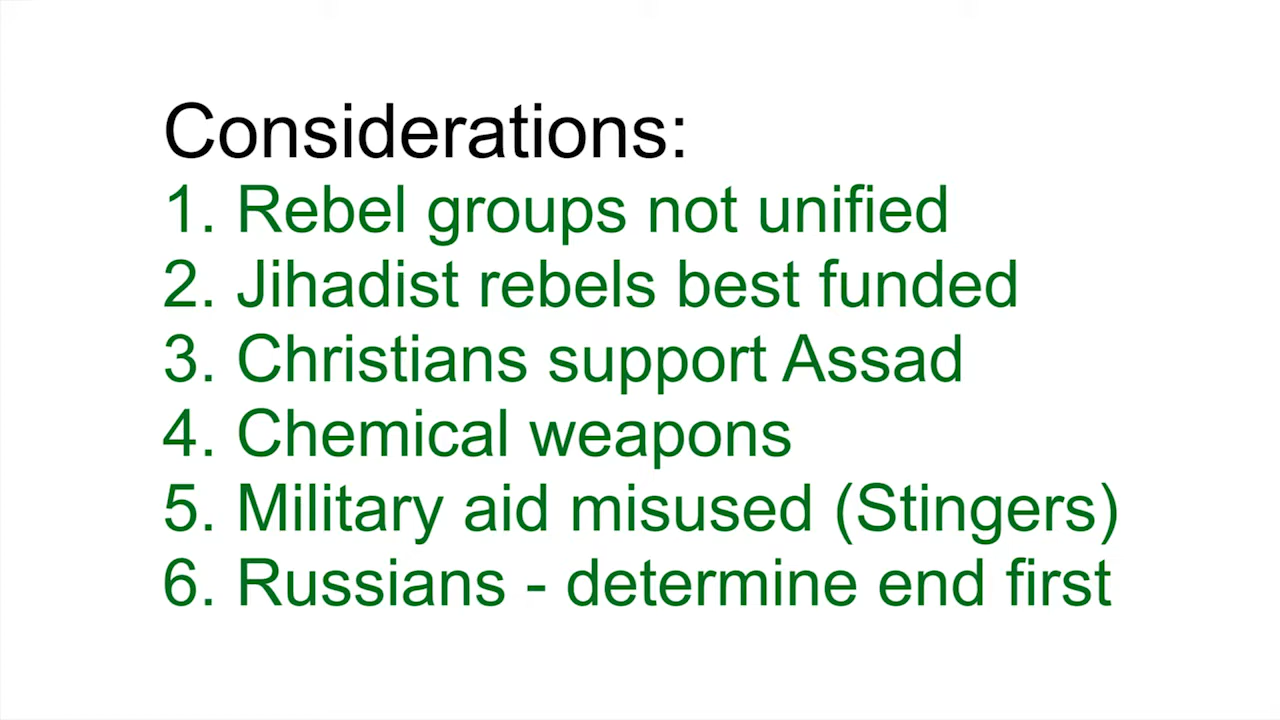 Considerations:
1. Rebel groups not unified
2. Jihadist rebels best funded
3. Christians support Assad
4. Chemical weapons
5. Military aid misused (Stingers)
6. Russians - determine end first